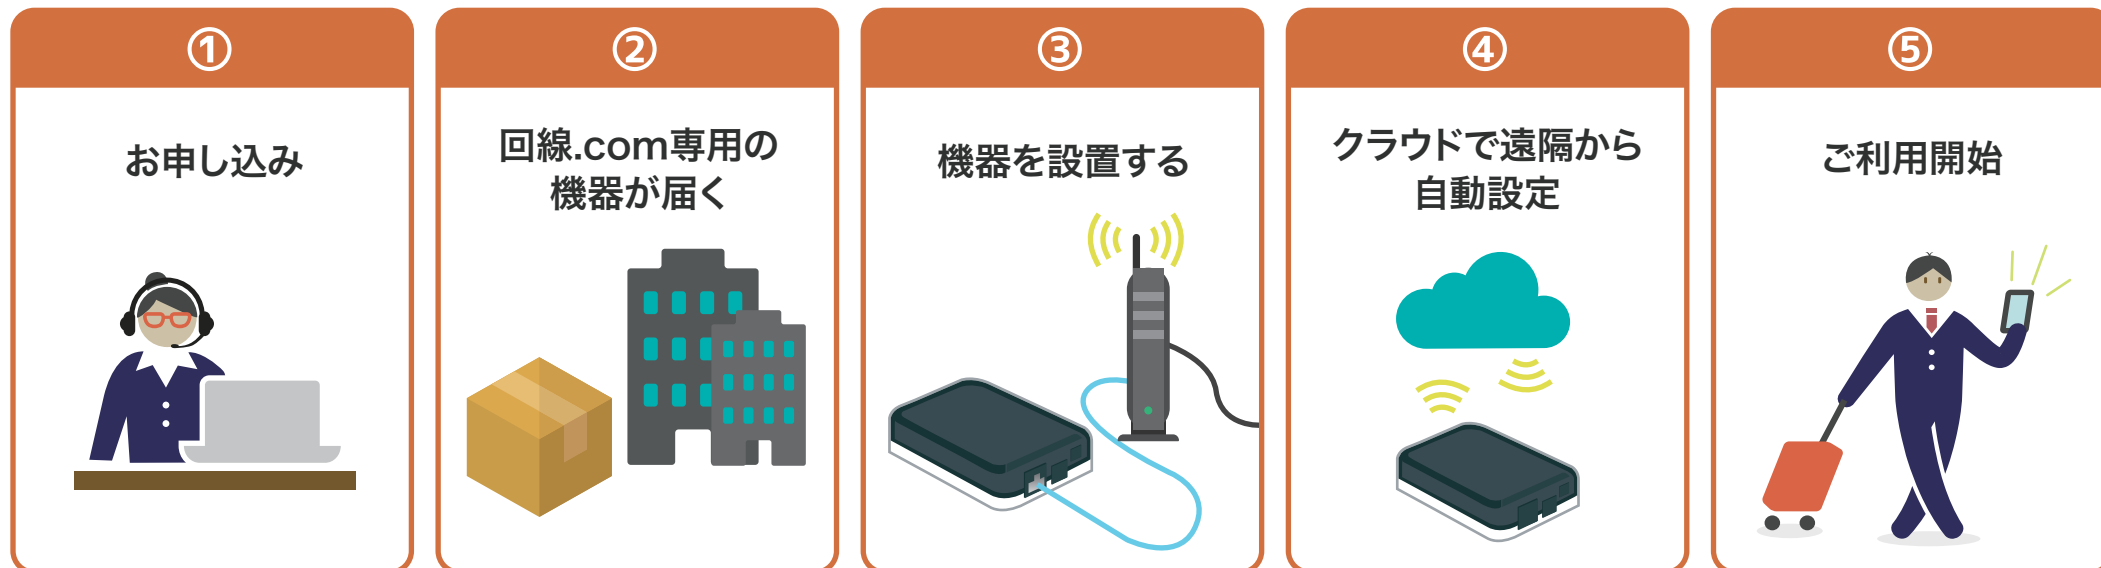 ①
お申し込み
②
回線.com専用の
機器が届く
③
機器を設置する
④
クラウドで遠隔から
自動設定
⑤
ご利用開始